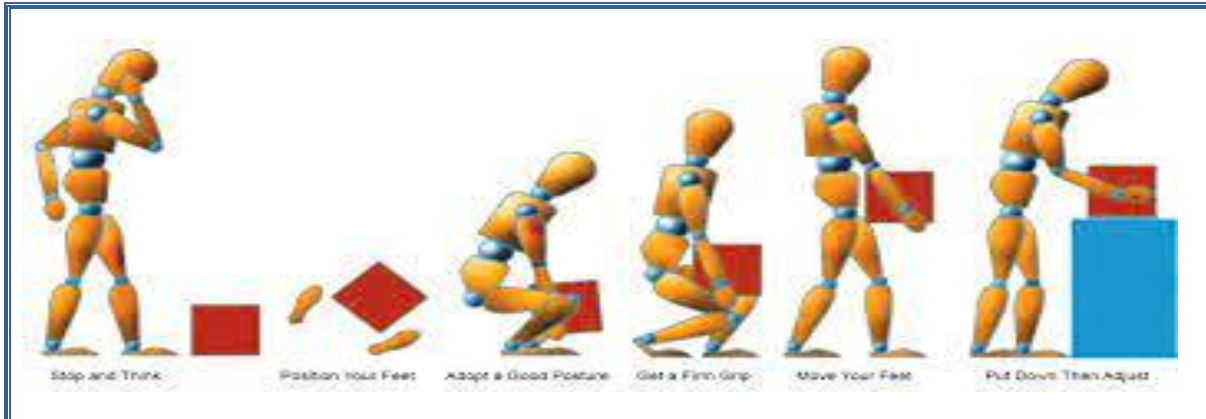 Stop and Think
Position Your Feet
Adopt a Good Posture
Get a Firm Grip
Move Your Feet
Put Down Then Adjust